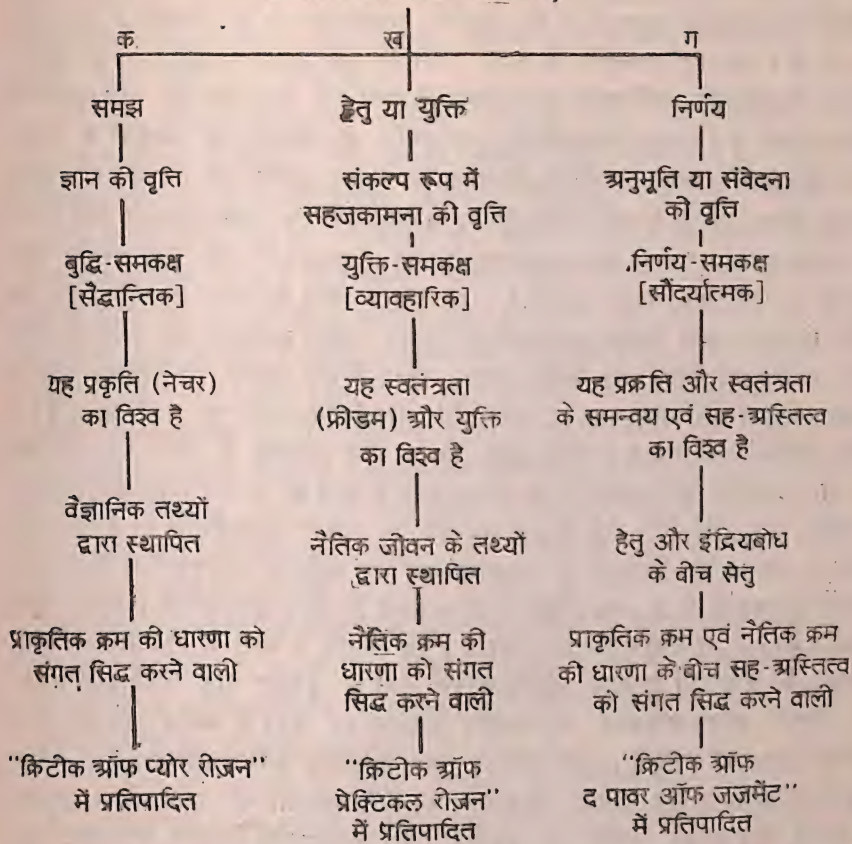 क
ख
ग
समझ
ज्ञान की वृत्ति
बुद्धि-समकक्ष
[सैद्धान्तिक]
यह प्रकृति (नेचर)
का विश्व है
वैज्ञानिक तथ्यों
द्वारा स्थापित
प्राकृतिक क्रम की धारणा को
संगत सिद्ध करने वाली
"क्रिटीक ऑफ प्योर रीज़न"
में प्रतिपादित
हेतु या युक्ति
संकल्प रूप में
सहजकामना की वृत्ति
युक्ति-समकक्ष
[व्यावहारिक]
यह स्वतंत्रता
(फ्रीडम) और युक्ति
का विश्व है
नैतिक जीवन के तथ्यों
द्वारा स्थापित
नैतिक क्रम की
धारणा को संगत
सिद्ध करने वाली
"क्रिटीक ऑफ
प्रेक्टिकल रीज़न"
में प्रतिपादित
निर्णय
अनुभूति या संवेदना
की वृत्ति
निर्णय-समकक्ष
[सौंदर्यात्मक]
यह प्रक्रति और स्वतंत्रता
के समन्वय एवं सह-अस्तित्व
का विश्व है
हेतु और इंद्रियबोध
के बीच सेतु
प्राकृतिक क्रम एवं नैतिक क्रम
की धारणा के बीच सह-अस्तित्व
को संगत सिद्ध करने वाली
"क्रिटीक ऑफ
द पावर ऑफ जजमेंट"
में प्रतिपादित